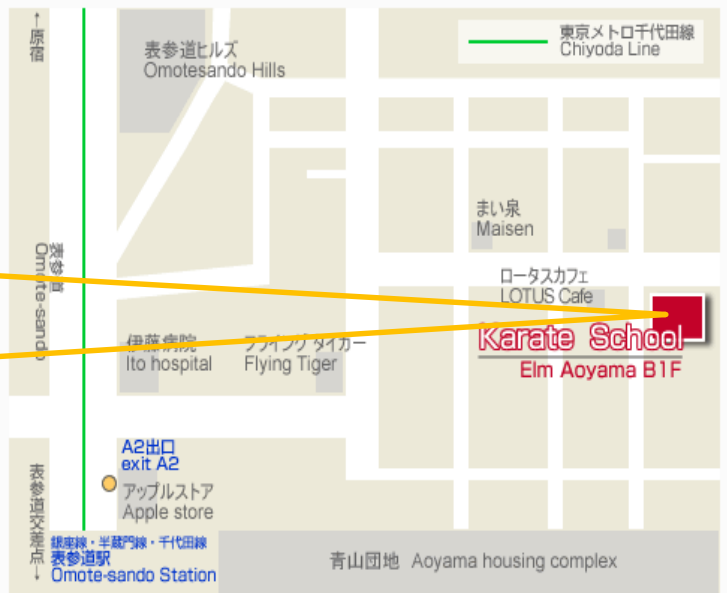 ←原宿
表参道ヒルズ
Omotesando Hills
東京メトロ千代田線
Chiyoda Line
まい泉
Maisen
表参道
Omote-sando
ロータスカフェ
LOTUS Cafe
伊藤病院
Ito hospital
フライング タイガー
Flying Tiger
Karate School
Elm Aoyama B1F
A2出口
exit A2
アップルストア
Apple store
表参道交差点→
銀座線・半蔵門線・千代田線
表参道駅
Omote-sando Station
青山団地 Aoyama housing complex